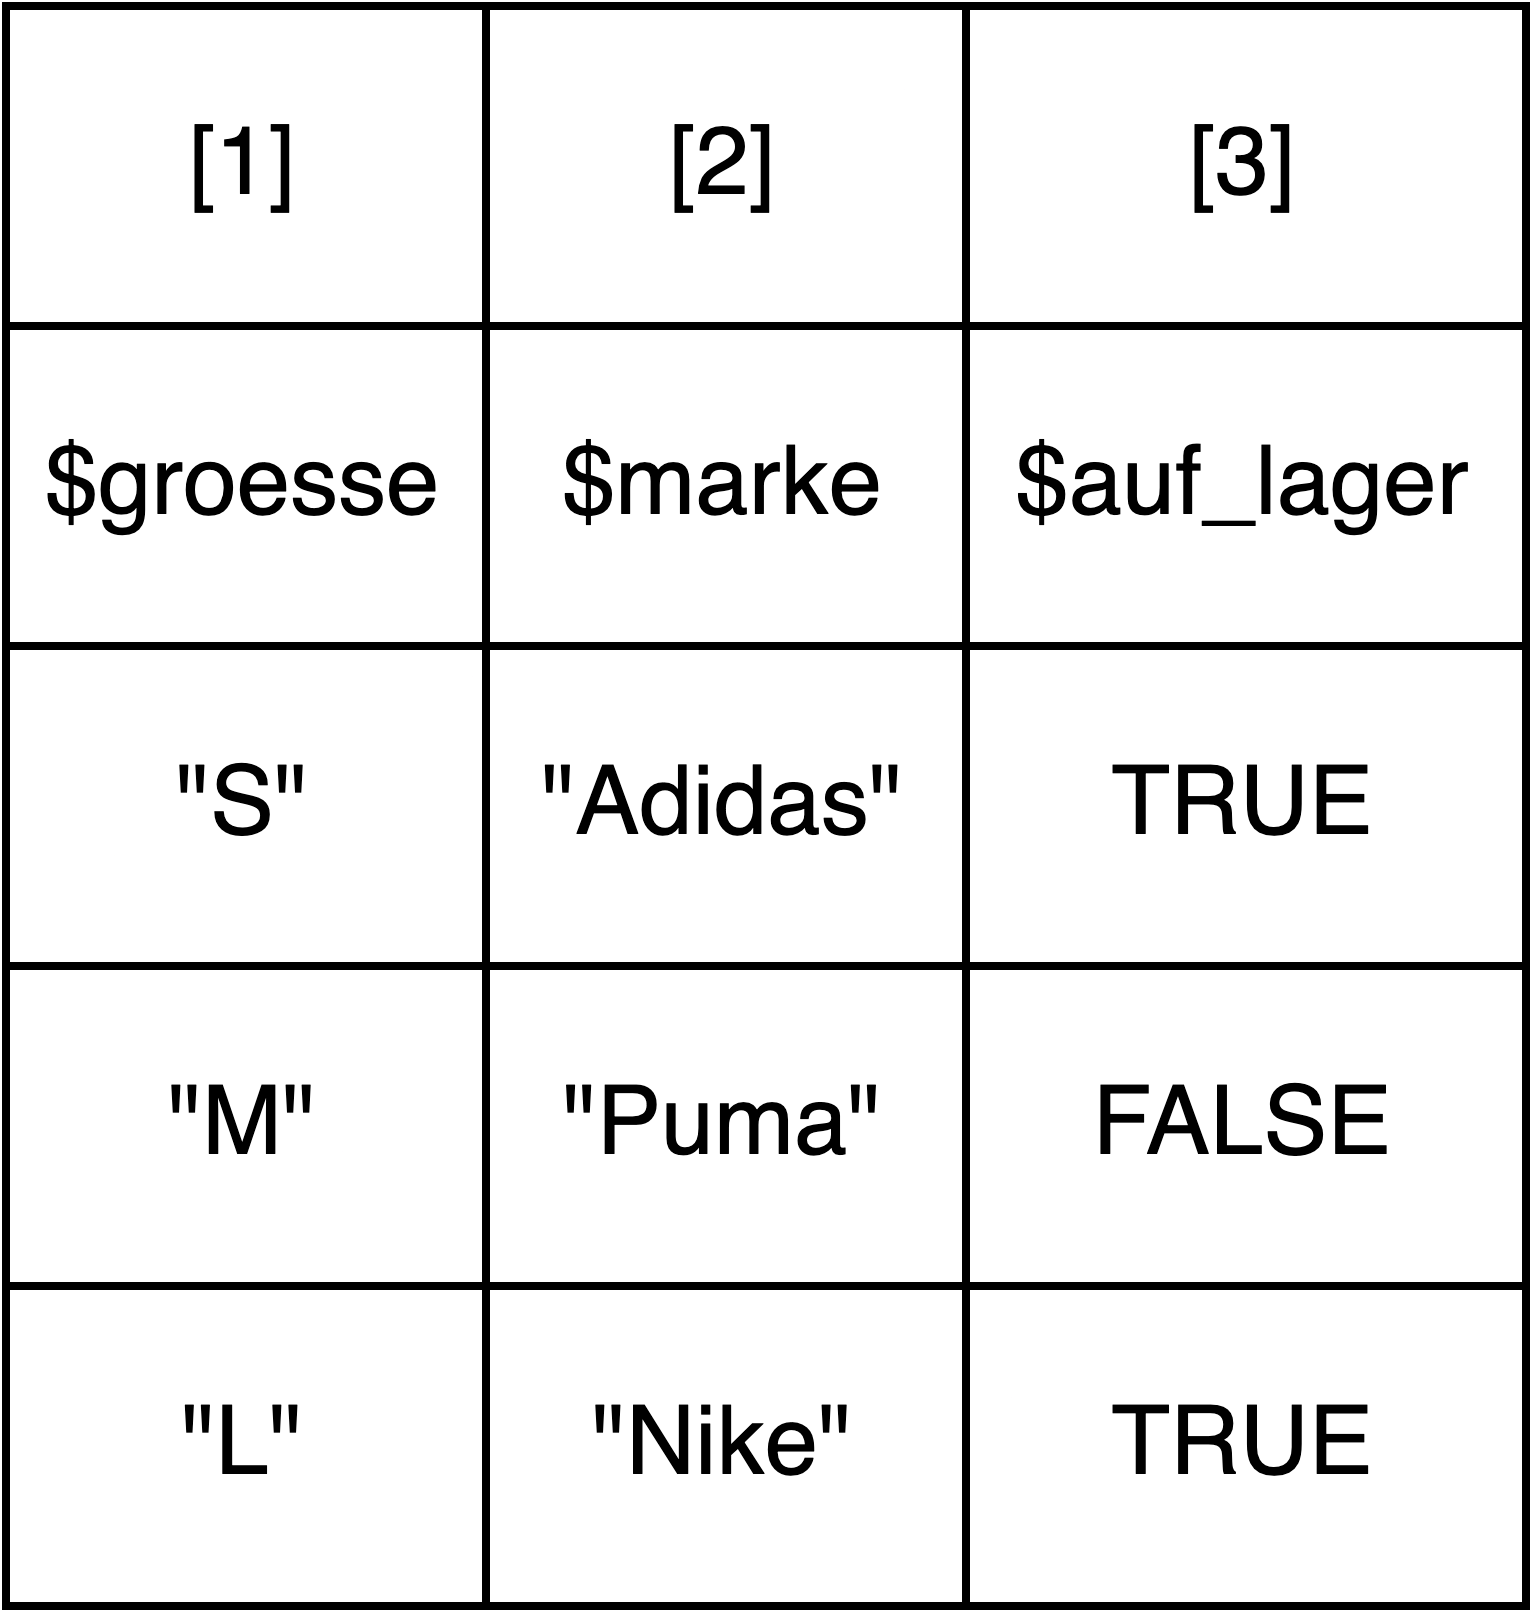 [1] [2] [3]
$groesse $marke $auf_lager
"S" "Adidas" TRUE
"M" "Puma" FALSE
"L" "Nike" TRUE